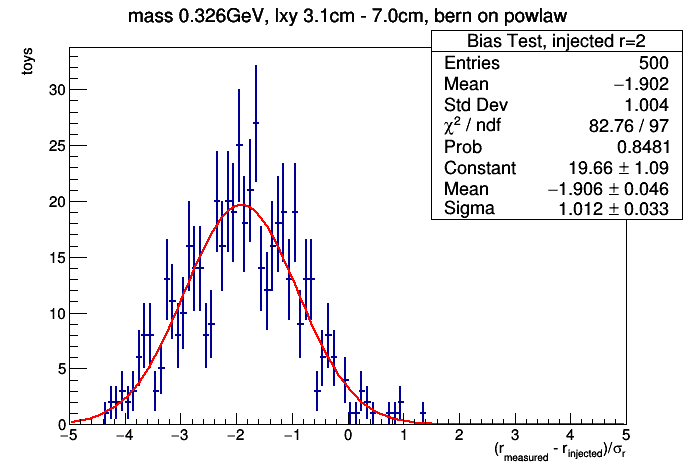 mass 0.326GeV, lxy 3.1cm - 7.0cm, bern on powlaw
toys
Bias Test, injected r=2
Entries 500
Mean −1.902
Std Dev 1.004
χ² / ndf 82.76 / 97
Prob 0.8481
Constant 19.66 ± 1.09
Mean −1.906 ± 0.046
Sigma 1.012 ± 0.033
30
25
20
15
10
5
0
−5 −4 −3 −2 −1 0 1 2 3 4 5
(r_measured - r_injected)/σ_r